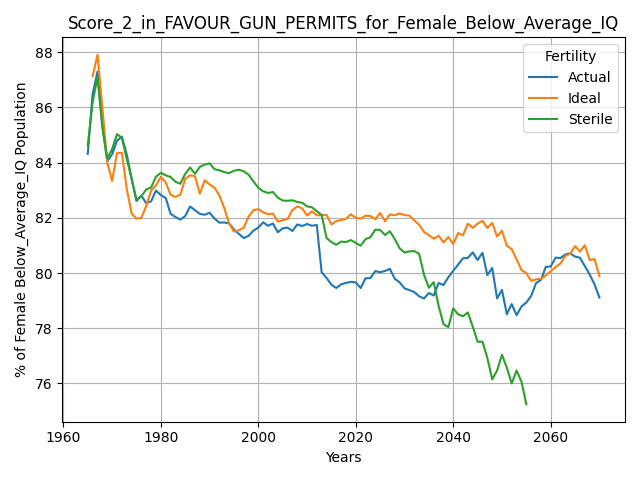 Score_2_in_FAVOUR_GUN_PERMITS_for_Female_Below_Average_IQ
Fertility
Actual
Ideal
Sterile
% of Female Below_Average_IQ Population
88
86
84
82
80
78
76
1960 1980 2000 2020 2040 2060
Years